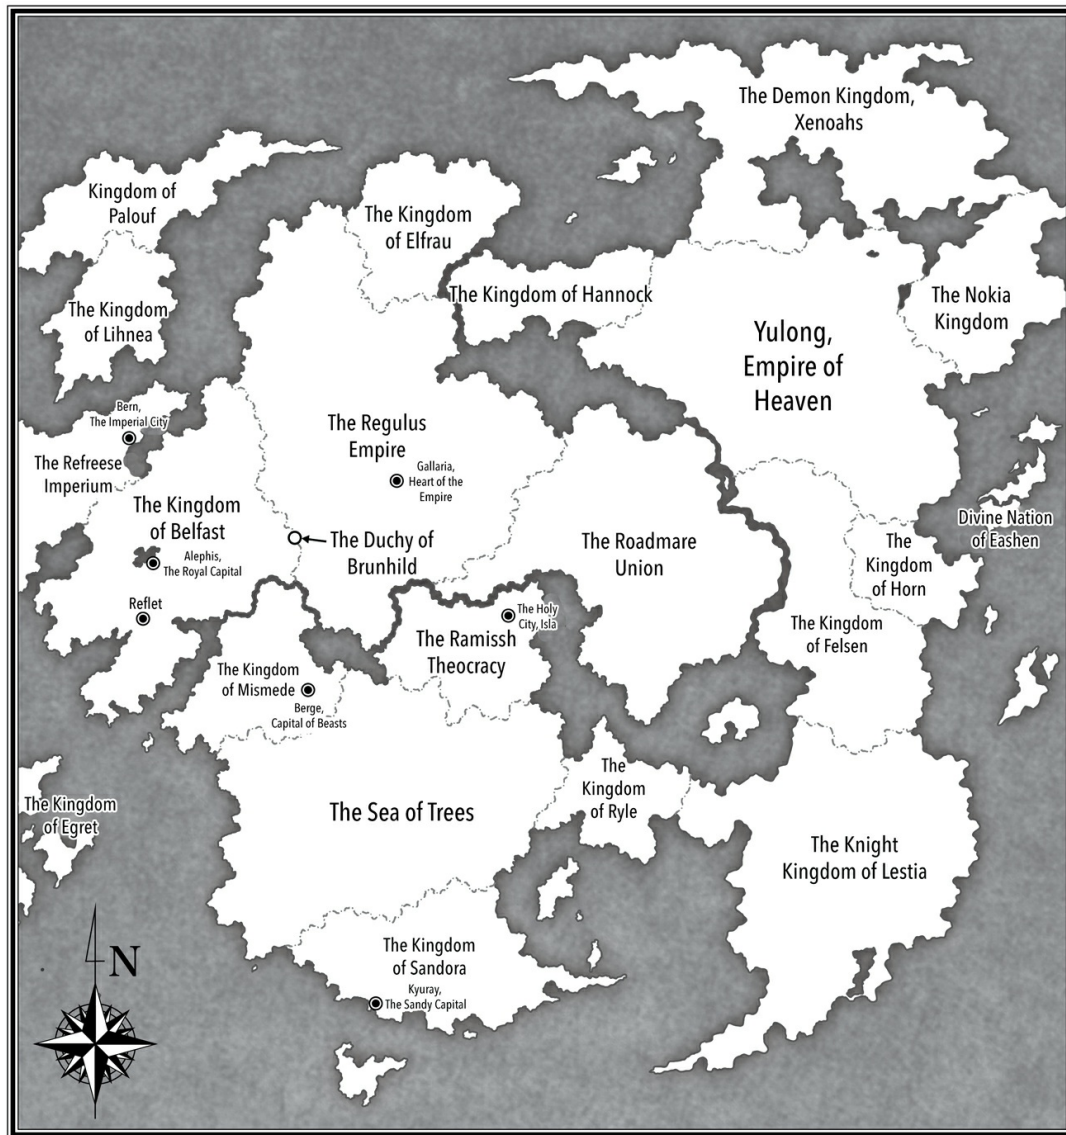 The Demon Kingdom,
Xenoahs
Kingdom of
Palouf
The Kingdom
of Elfrau
The Kingdom
of Lihnea
The Kingdom of Hannock
The Nokia
Kingdom
Yulong,
Empire of
Heaven
Bern,
The Imperial City
The Regulus
Empire
The Refreese
Imperium
Gallaria,
Heart of the
Empire
The Kingdom
of Belfast
Divine Nation
of Eashen
The Duchy of
Brunhild
The Roadmare
Union
The
Kingdom
of Horn
Alephis,
The Royal Capital
Reflet
The Holy
City, Isla
The Ramissh
Theocracy
The Kingdom
of Felsen
The Kingdom
of Mismede
Berge,
Capital of Beasts
The
Kingdom
of Ryle
The Kingdom
of Egret
The Sea of Trees
The Knight
Kingdom of Lestia
The Kingdom
of Sandora
Kyuray,
The Sandy Capital
N